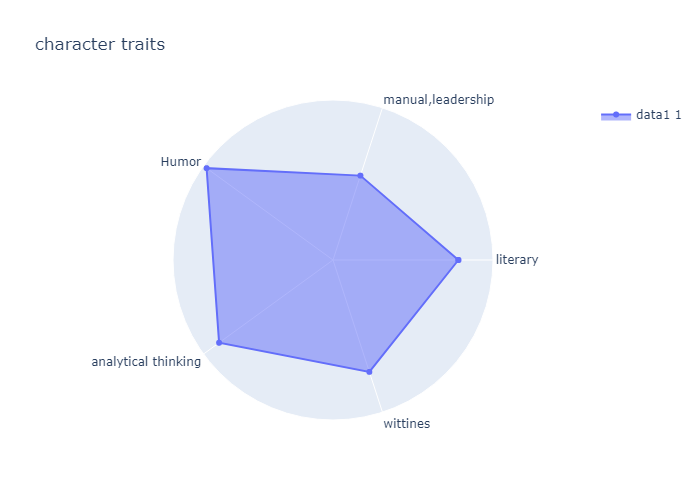 character traits
manual,leadership
data1 1
Humor
literary
analytical thinking
wittines